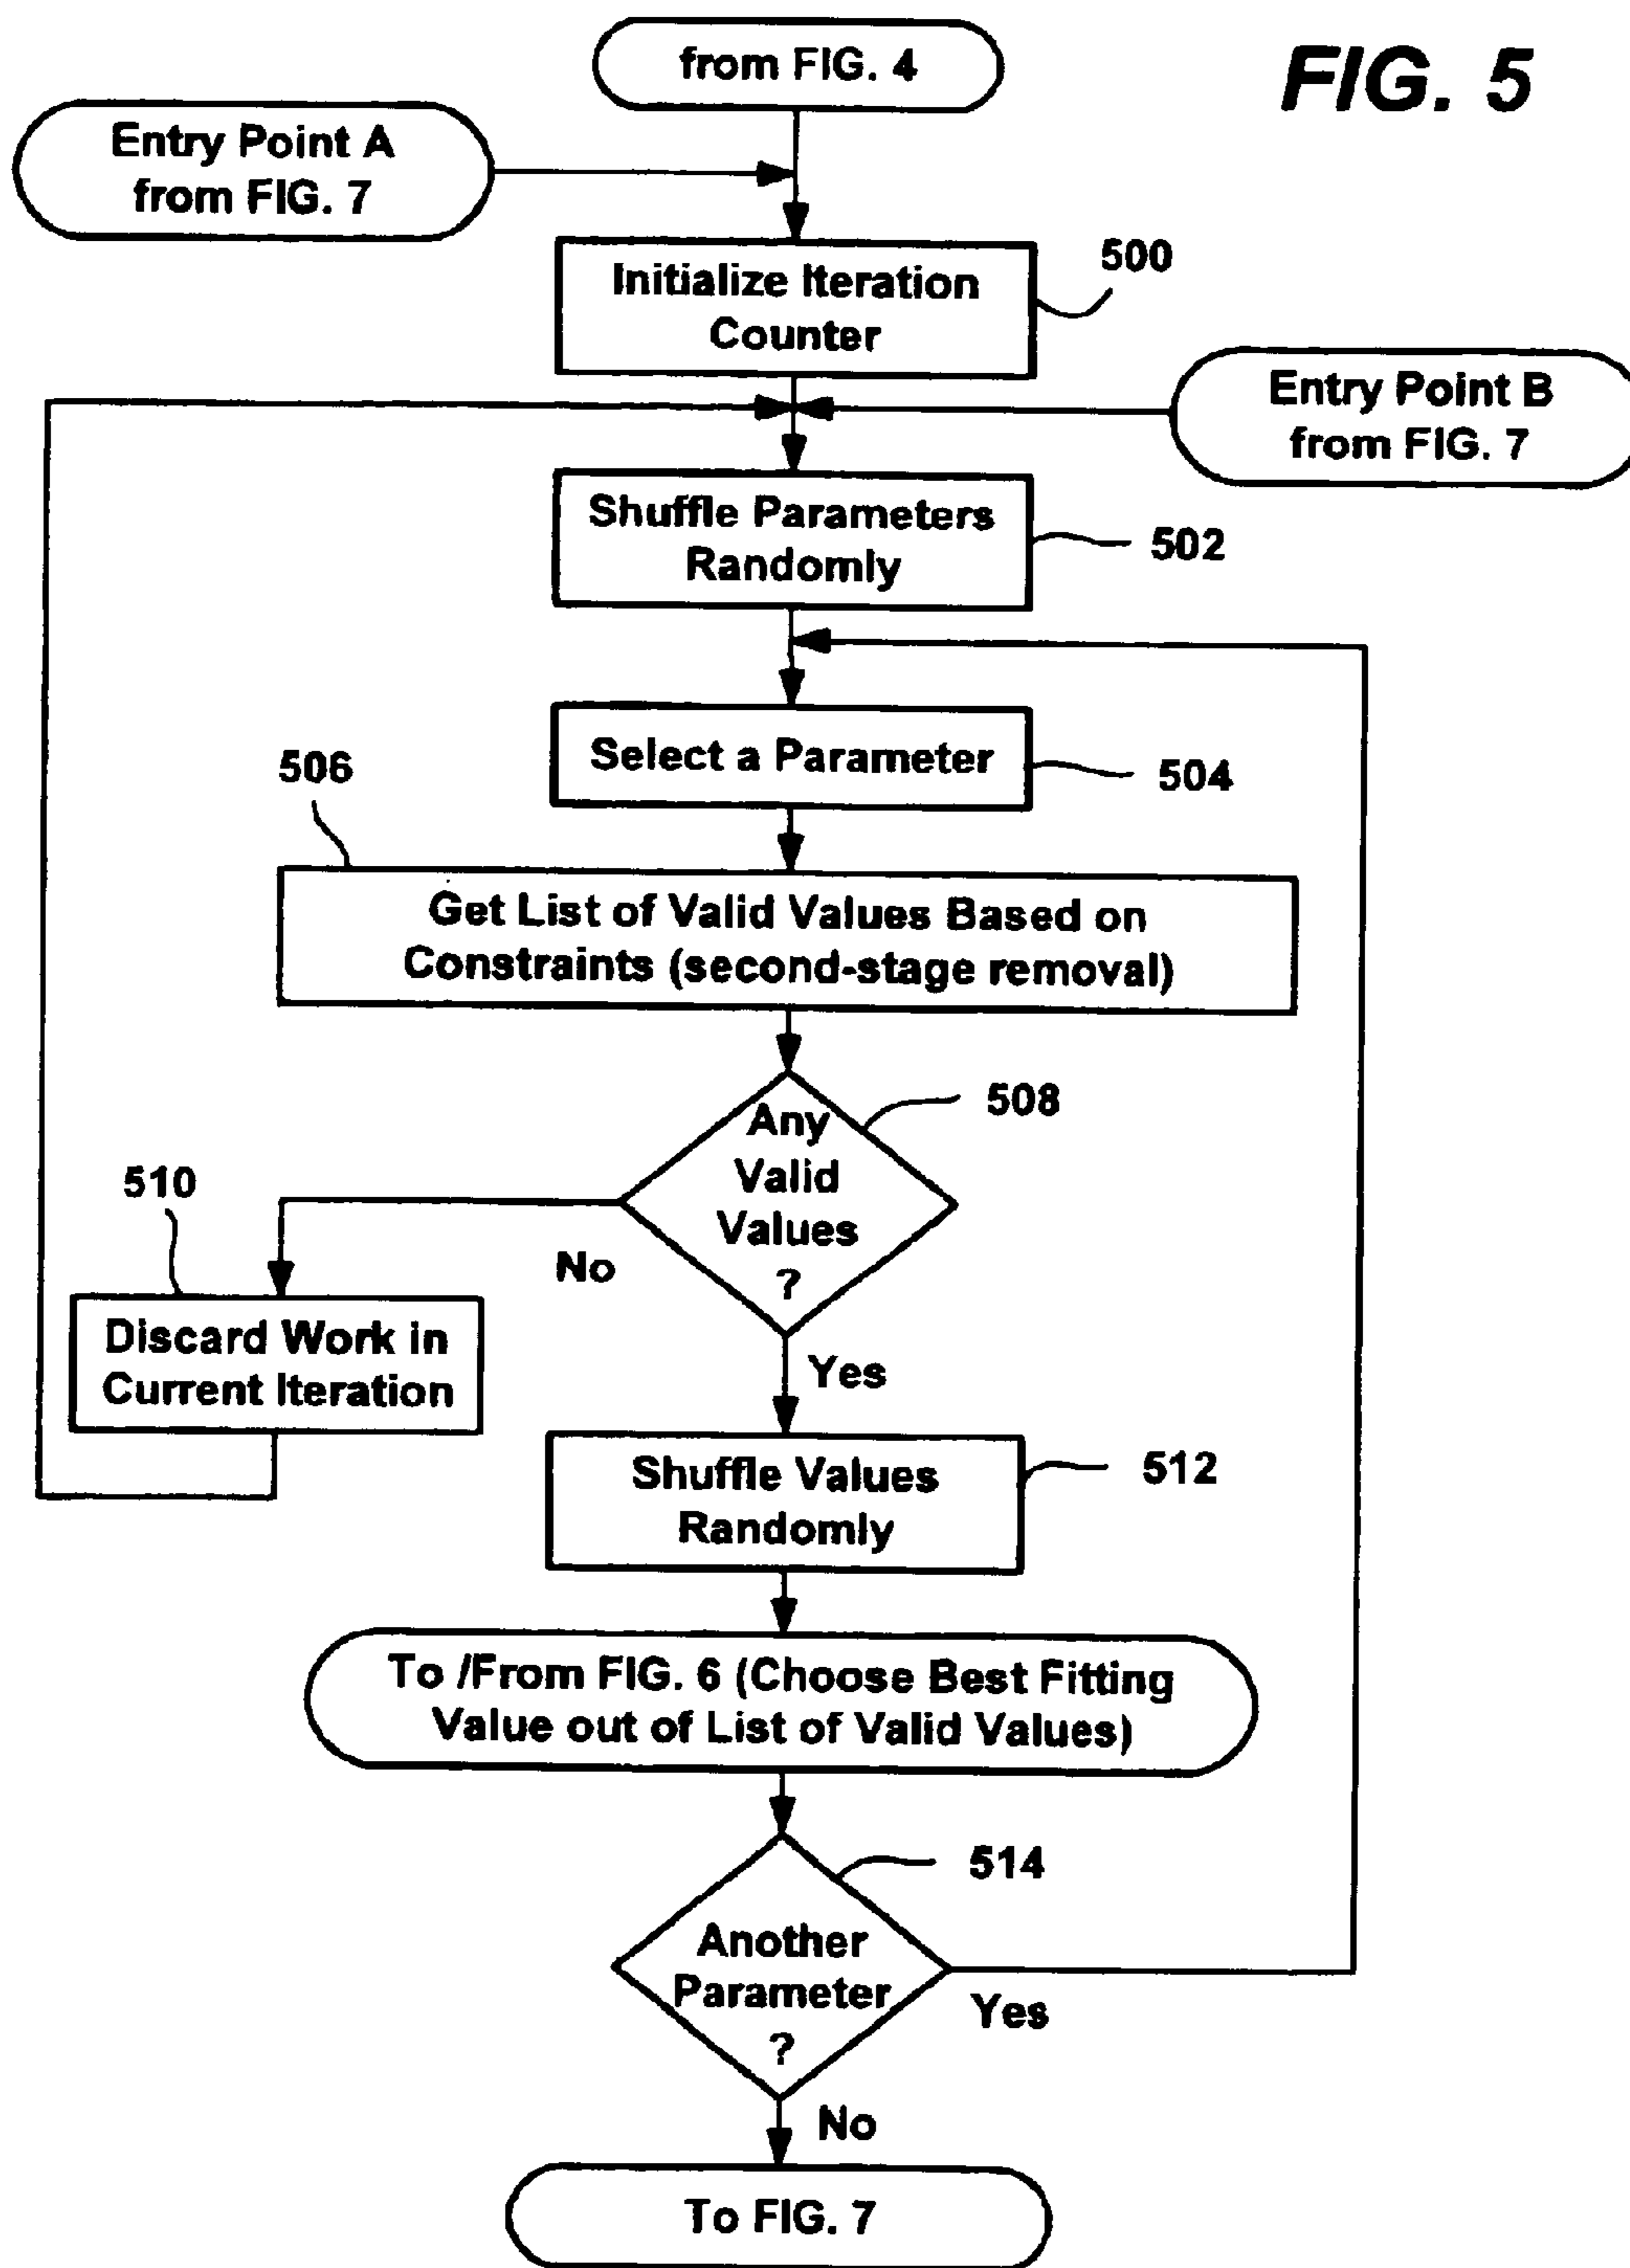 from FIG. 4
FIG. 5
Entry Point A
from FIG. 7
500
Initialize Iteration
Counter
Entry Point B
from FIG. 7
Shuffle Parameters
Randomly
502
506
Select a Parameter
504
Get List of Valid Values Based on
Constraints (second-stage removal)
508
Any
Valid
Values
?
510
No
Yes
Discard Work in
Current Iteration
Shuffle Values
Randomly
512
To /From FIG. 6 (Choose Best Fitting
Value out of List of Valid Values)
514
Another
Parameter
?
Yes
No
To FIG. 7